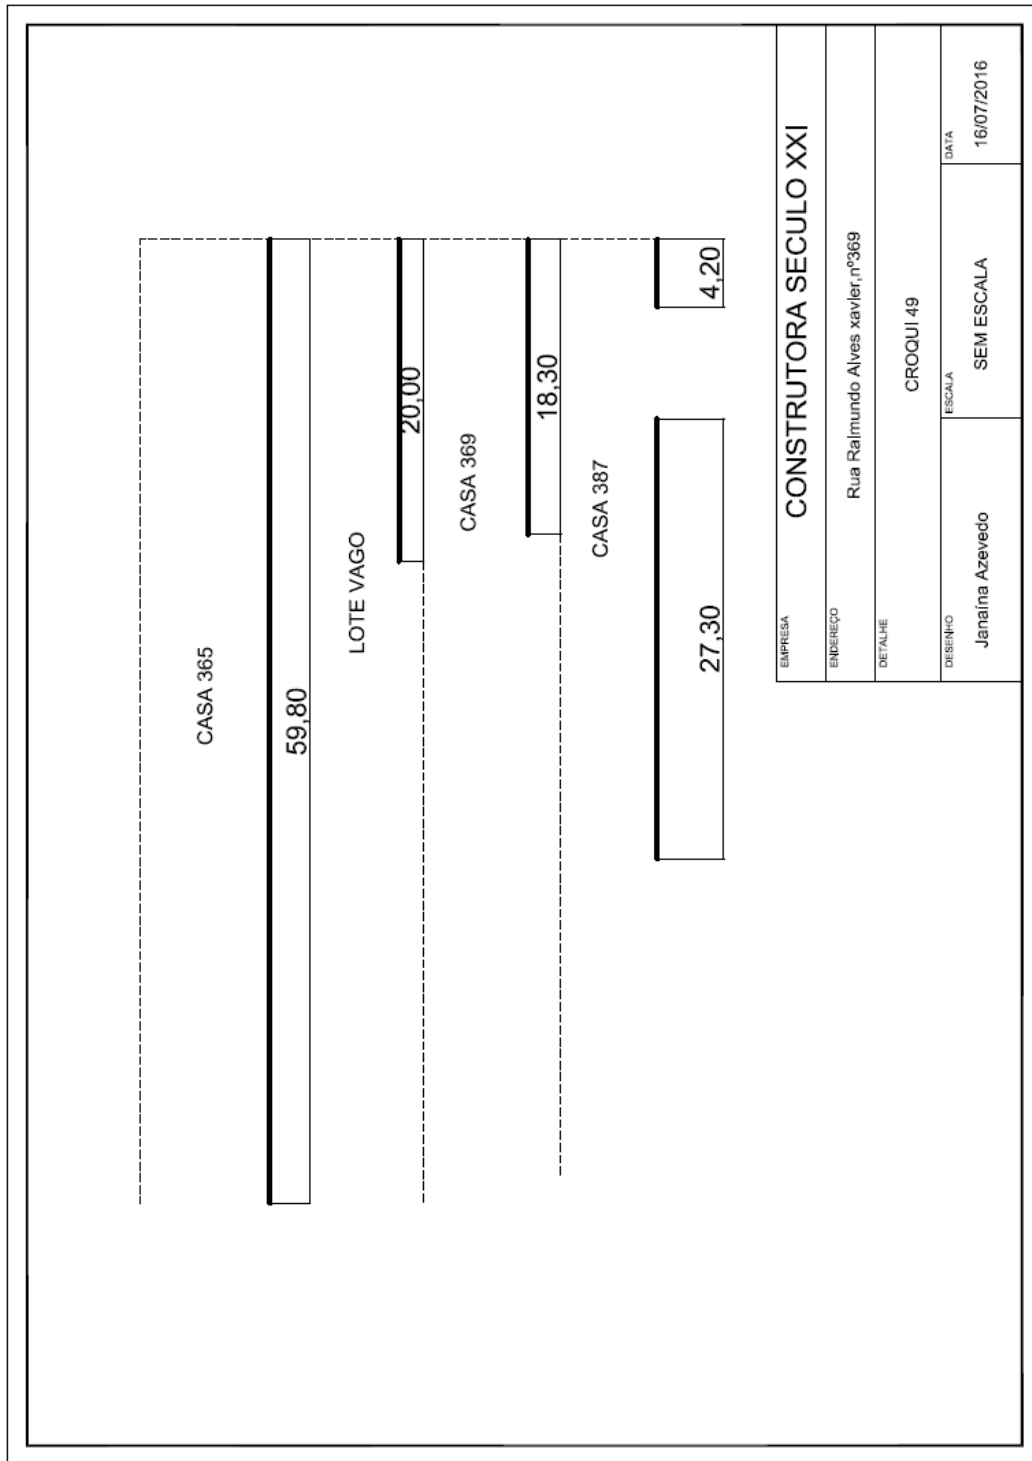 CASA 365
59,80
LOTE VAGO
20,00
CASA 369
18,30
CASA 387
27,30
4,20
EMPRESA
CONSTRUTORA SECULO XXI
ENDEREÇO
Rua Raimundo Alves xavier,nº369
DETALHE
CROQUI 49
DESENHO
Janaína Azevedo
ESCALA
SEM ESCALA
DATA
16/07/2016